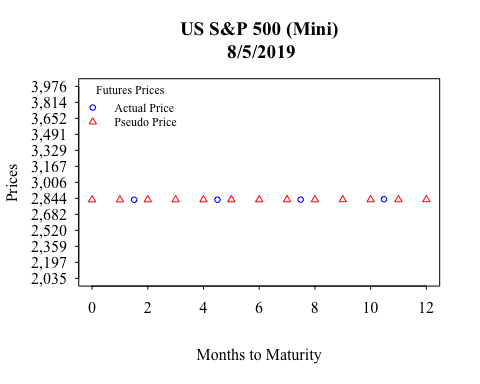 US S&P 500 (Mini)
8/5/2019
Futures Prices
Actual Price
Pseudo Price
Prices
3,976
3,814
3,652
3,491
3,329
3,167
3,006
2,844
2,682
2,520
2,359
2,197
2,035
0 2 4 6 8 10 12
Months to Maturity